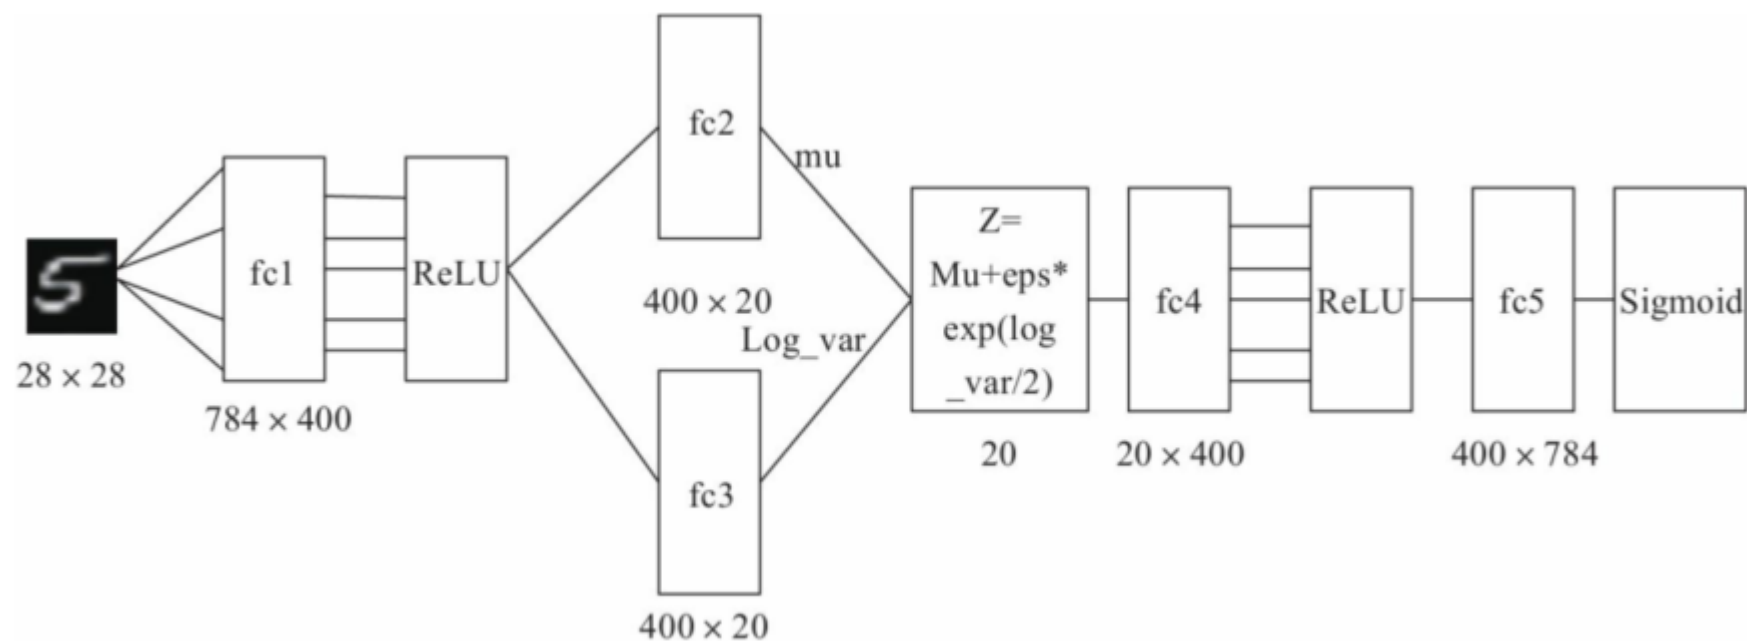 28 × 28
fc1
784 × 400
ReLU
fc2
400 × 20
mu
Log_var
fc3
400 × 20
Z=
Mu+eps*
exp(log
_var/2)
20
fc4
20 × 400
ReLU
fc5
400 × 784
Sigmoid